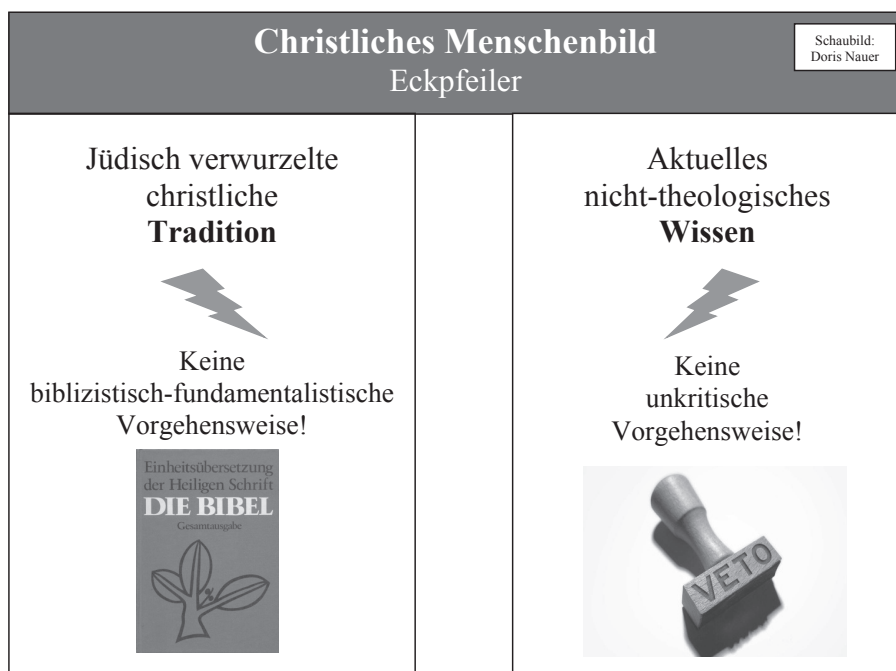 Christliches Menschenbild
Eckpfeiler
Schaubild:
Doris Nauer
Jüdisch verwurzelte
christliche
Tradition
Keine
biblizistisch-fundamentalistische
Vorgehensweise!
Einheitsübersetzung
der Heiligen Schrift
DIE BIBEL
Gesamtausgabe
Aktuelles
nicht-theologisches
Wissen
Keine
unkritische
Vorgehensweise!
VETO